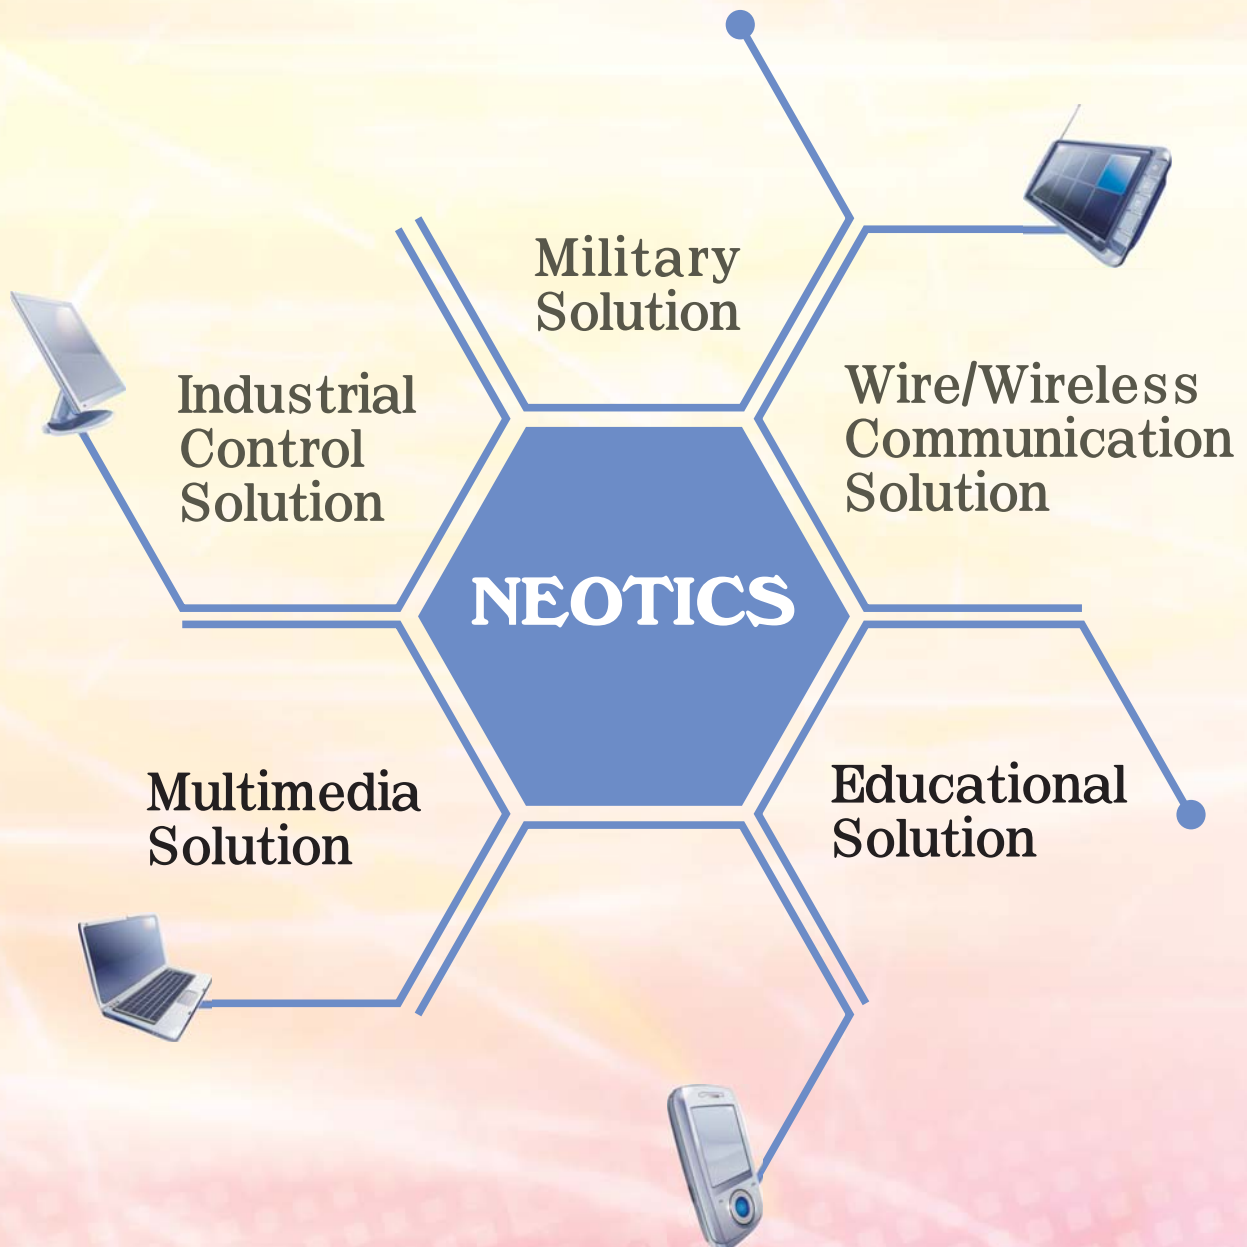 Military
Solution
Wire/Wireless
Communication
Solution
Industrial
Control
Solution
NEOTICS
Multimedia
Solution
Educational
Solution